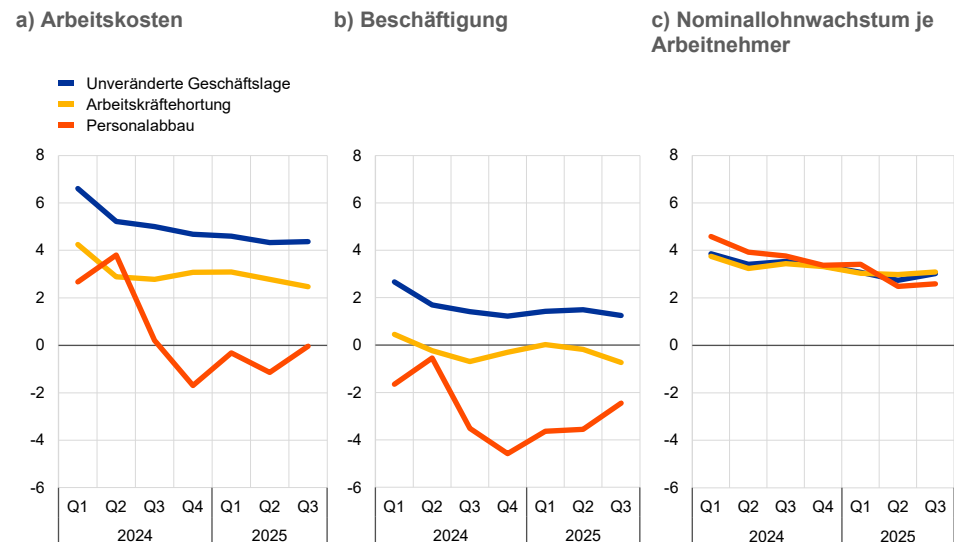 a) Arbeitskosten
b) Beschäftigung
c) Nominallohnwachstum je
Arbeitnehmer
Unveränderte Geschäftslage
Arbeitskräftehortung
Personalabbau
8
6
4
2
0
-2
-4
-6
Q1 Q2 Q3 Q4 Q1 Q2 Q3
2024 2025
8
6
4
2
0
-2
-4
-6
Q1 Q2 Q3 Q4 Q1 Q2 Q3
2024 2025
8
6
4
2
0
-2
-4
-6
Q1 Q2 Q3 Q4 Q1 Q2 Q3
2024 2025